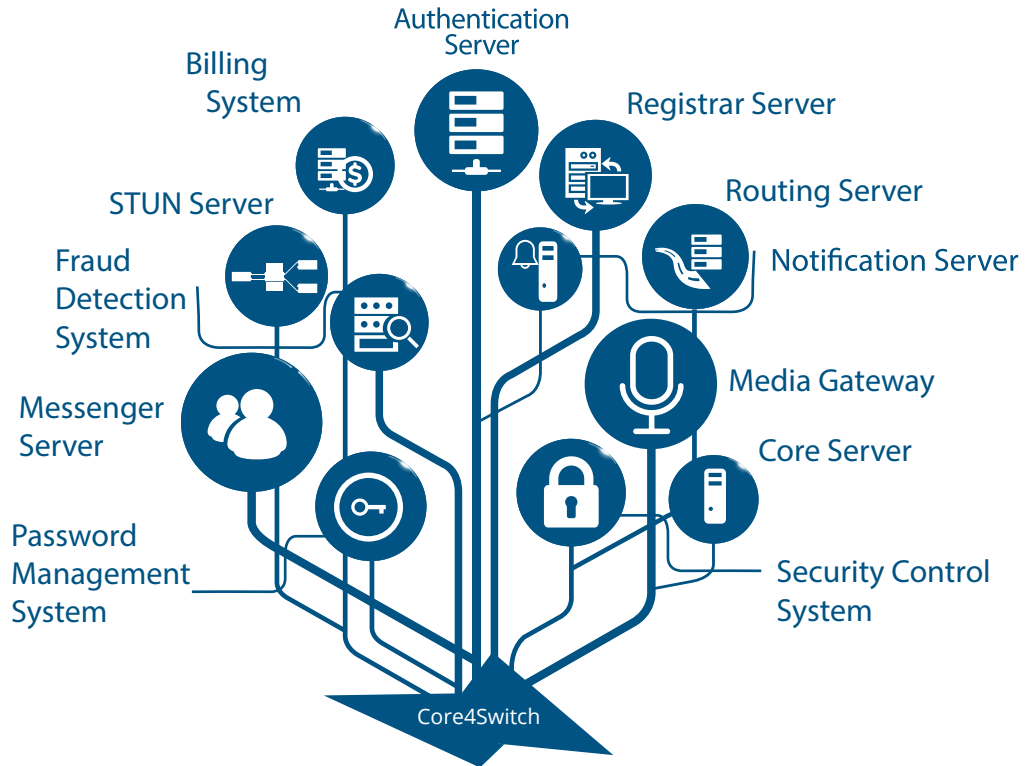 Authentication
Server
Billing
System
Registrar Server
STUN Server
Routing Server
Fraud
Detection
System
Notification Server
Messenger
Server
Media Gateway
Core Server
Password
Management
System
Security Control
System
Core4Switch